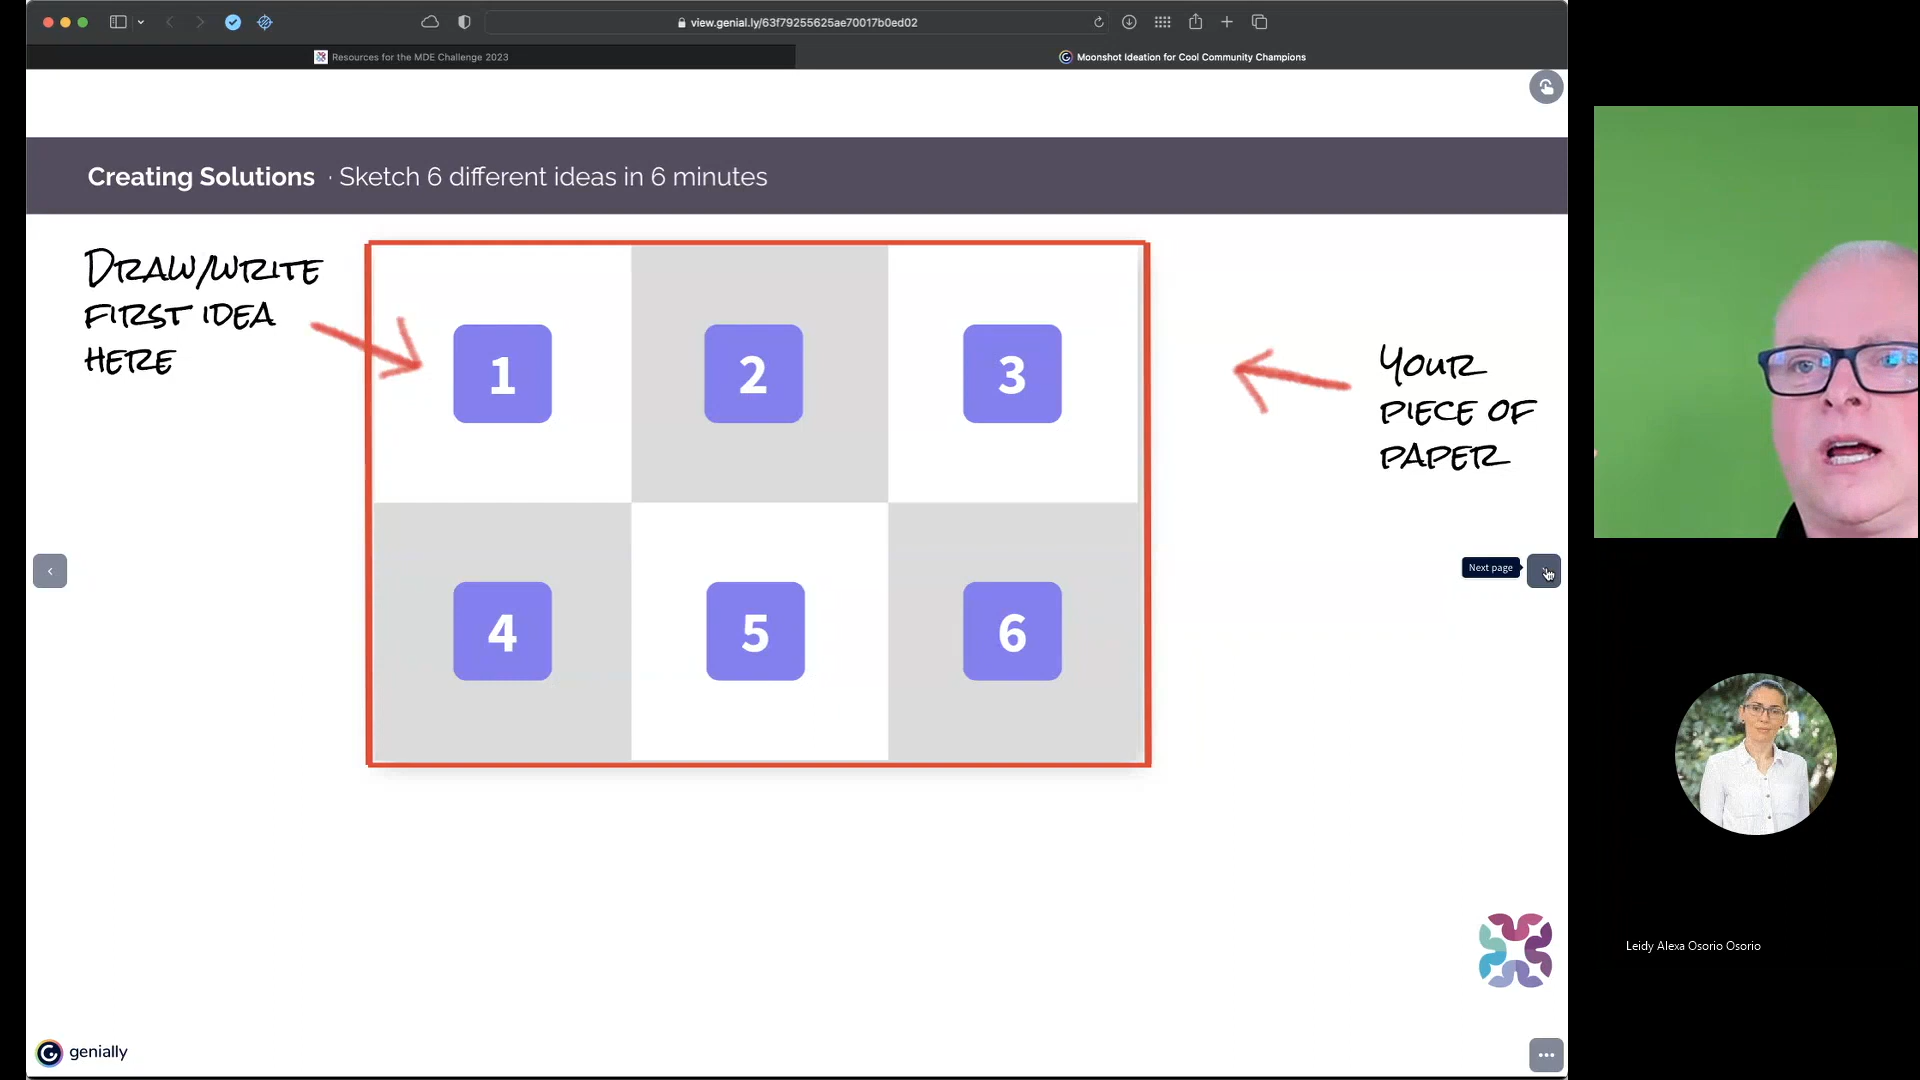 view.genial.ly/63f79255625ae70017b0ed02
Resources for the MDE Challenge 2023
Moonshot Ideation for Cool Community Champions
Creating Solutions · Sketch 6 different ideas in 6 minutes
DRAW/WRITE
FIRST IDEA
HERE
1
2
3
YOUR
PIECE OF
PAPER
Next page
4
5
6
Leidy Alexa Osorio Osorio
genially